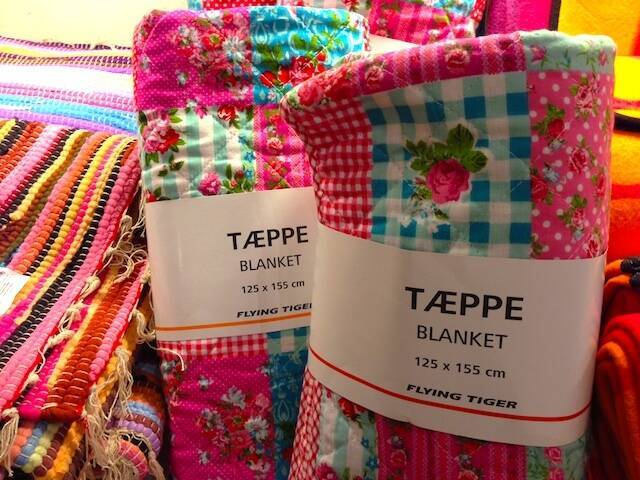 TÆPPE
BLANKET
125 x 155 cm
FLYING TIGER
TÆPPE
BLANKET
125 x 155 cm
FLYING TIGER